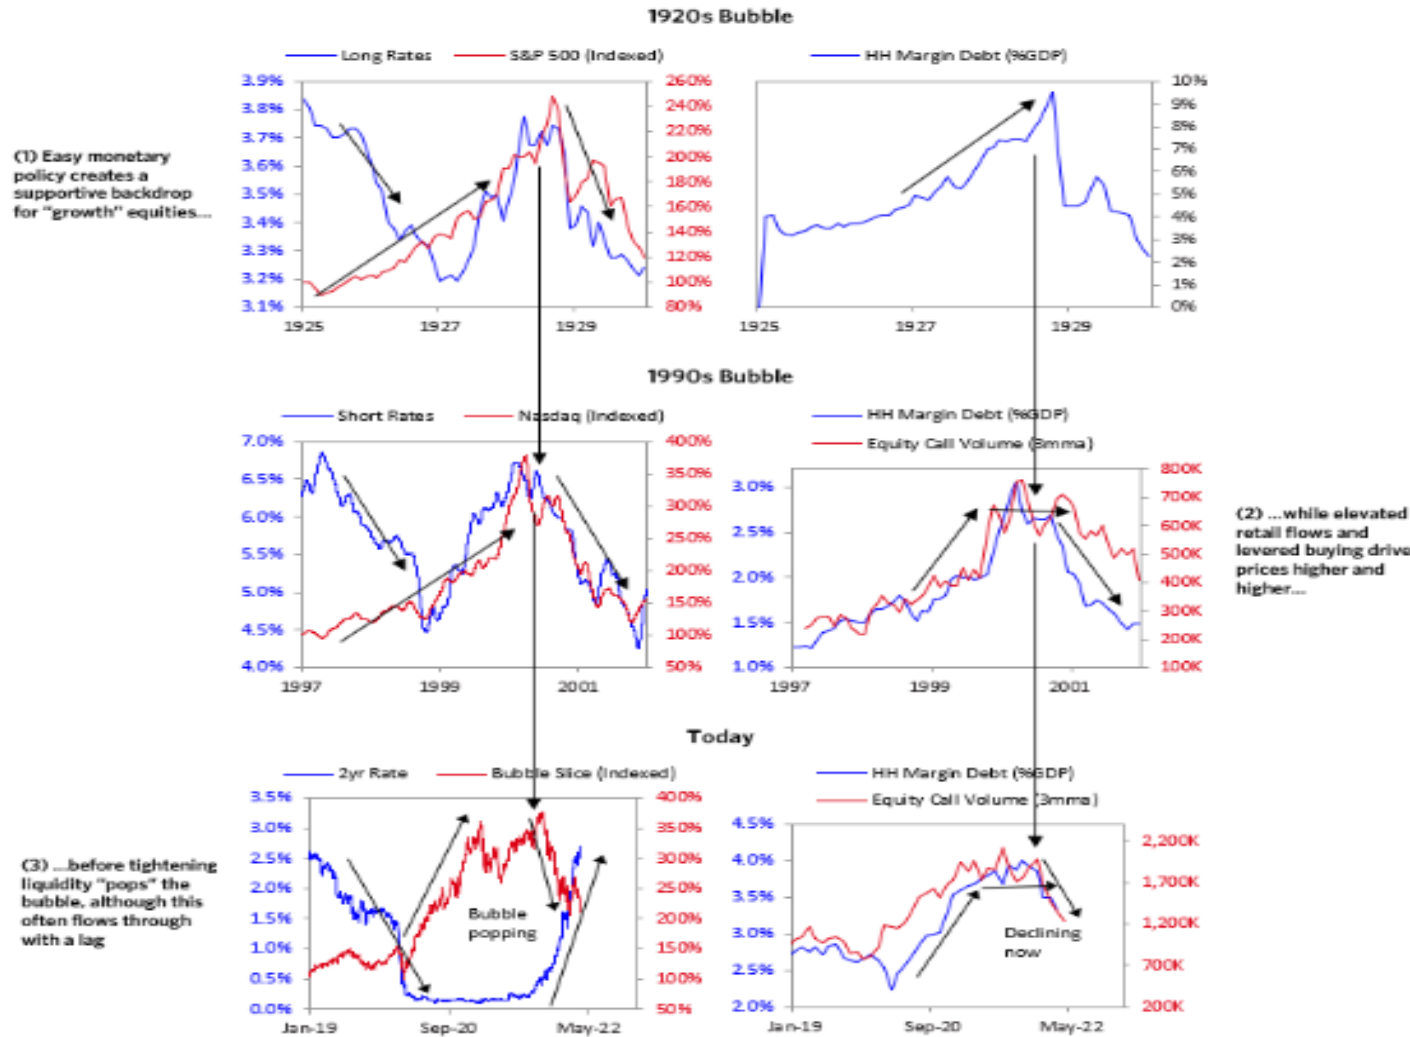 1920s Bubble
Long Rates
S&P 500 (Indexed)
HH Margin Debt (%GDP)
3.9%
3.8%
3.7%
3.6%
3.5%
3.4%
3.3%
3.2%
3.1%
260%
240%
220%
200%
180%
160%
140%
120%
100%
80%
1925
1927
1929
10%
9%
8%
7%
6%
5%
4%
3%
2%
1%
0%
1925
1927
1929
(1) Easy monetary
policy creates a
supportive backdrop
for "growth" equities...
1990s Bubble
Short Rates
Nasdaq (Indexed)
HH Margin Debt (%GDP)
Equity Call Volume (3mma)
7.0%
6.5%
6.0%
5.5%
5.0%
4.5%
4.0%
400%
350%
300%
250%
200%
150%
100%
50%
1997
1999
2001
3.0%
2.5%
2.0%
1.5%
1.0%
800K
700K
600K
500K
400K
300K
200K
100K
1997
1999
2001
(2) ...while elevated
retail flows and
levered buying drive
prices higher and
higher...
Today
2yr Rate
Bubble Slice (Indexed)
HH Margin Debt (%GDP)
Equity Call Volume (3mma)
3.5%
3.0%
2.5%
2.0%
1.5%
1.0%
0.5%
0.0%
400%
350%
300%
250%
200%
150%
100%
50%
Bubble
popping
Jan-19
Sep-20
May-22
4.5%
4.0%
3.5%
3.0%
2.5%
2.0%
2,200K
1,700K
1,200K
700K
200K
Declining
now
Jan-19
Sep-20
May-22
(3) ...before tightening
liquidity "pops" the
bubble, although this
often flows through
with a lag